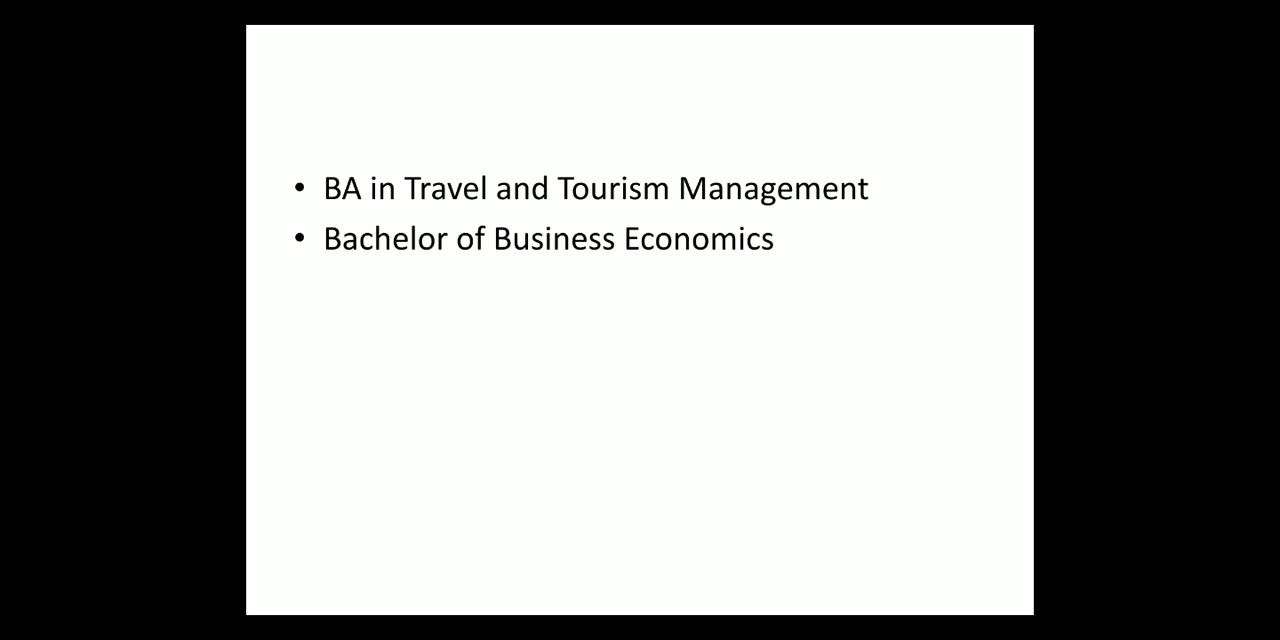 • BA in Travel and Tourism Management
• Bachelor of Business Economics